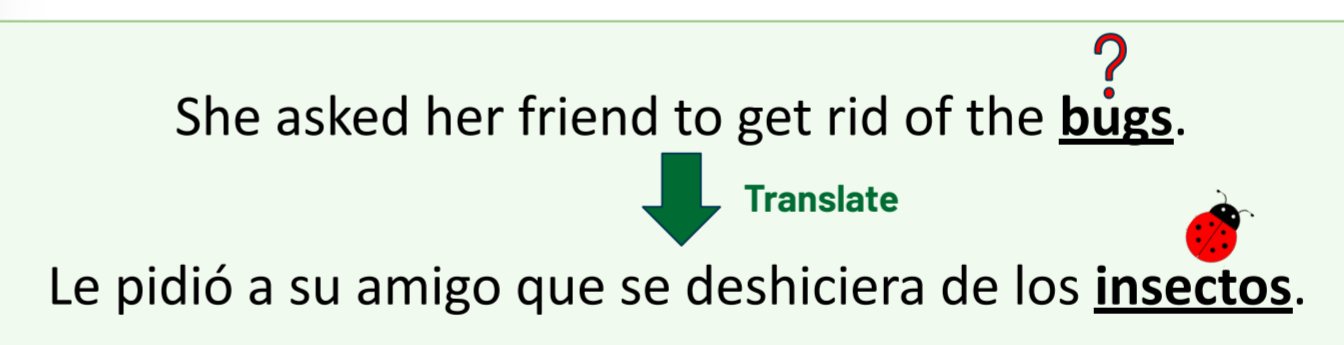 ?
She asked her friend to get rid of the bugs.
Translate
Le pidió a su amigo que se deshiciera de los insectos.